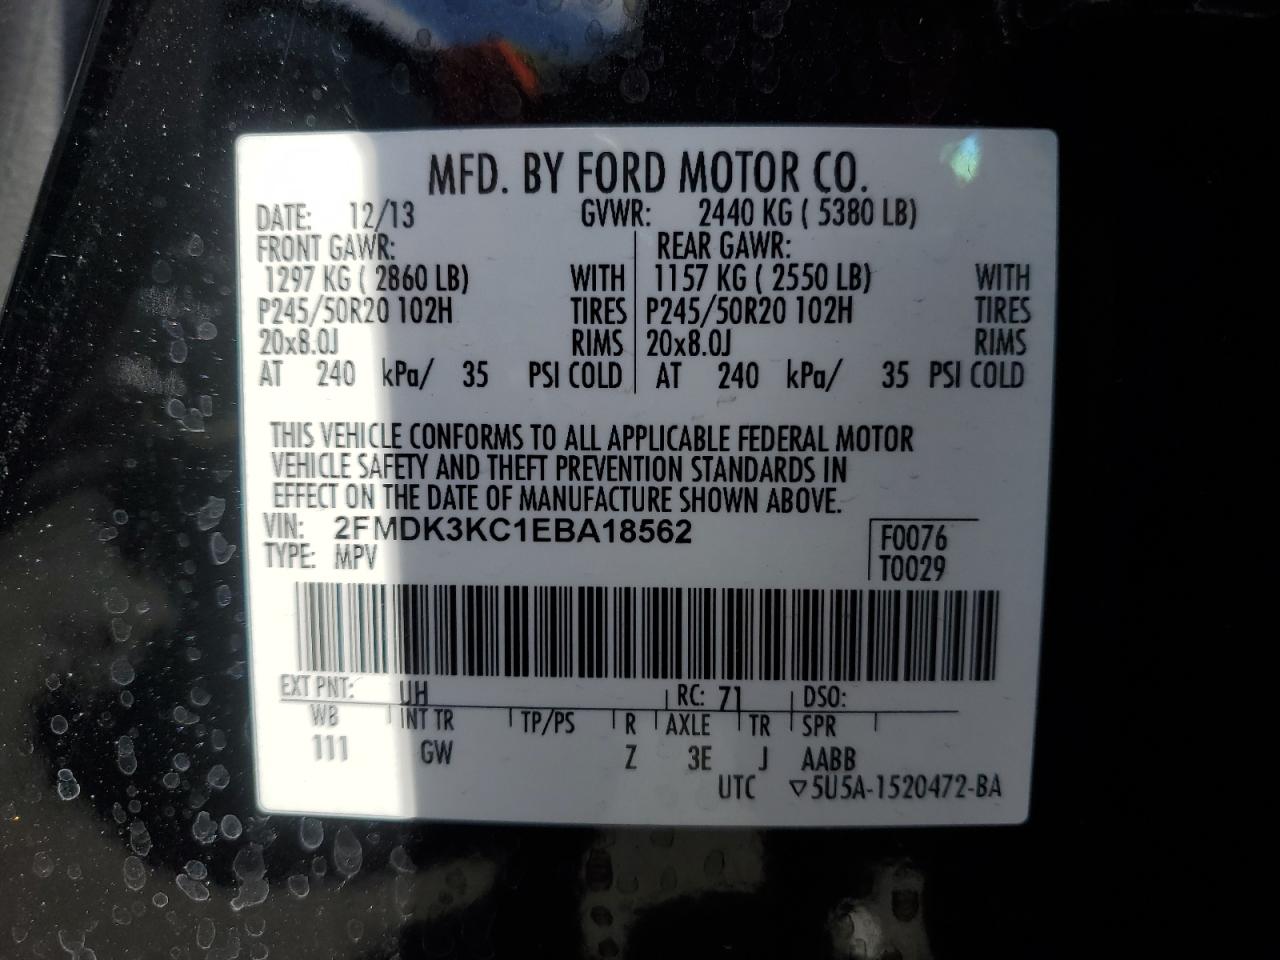 MFD. BY FORD MOTOR CO.
DATE: 12/13 GVWR: 2440 KG ( 5380 LB)
FRONT GAWR: REAR GAWR:
1297 KG ( 2860 LB) WITH 1157 KG ( 2550 LB) WITH
P245/50R20 102H TIRES P245/50R20 102H TIRES
20x8.0J RIMS 20x8.0J RIMS
AT 240 kPa/ 35 PSI COLD AT 240 kPa/ 35 PSI COLD
THIS VEHICLE CONFORMS TO ALL APPLICABLE FEDERAL MOTOR
VEHICLE SAFETY AND THEFT PREVENTION STANDARDS IN
EFFECT ON THE DATE OF MANUFACTURE SHOWN ABOVE.
VIN: 2FMDK3KC1EBA18562 F0076
TYPE: MPV T0029
EXT PNT: UH RC: 71 DSO:
WB INT TR TP/PS R AXLE TR SPR
111 GW Z 3E J AABB
UTC ▽5U5A-1520472-BA